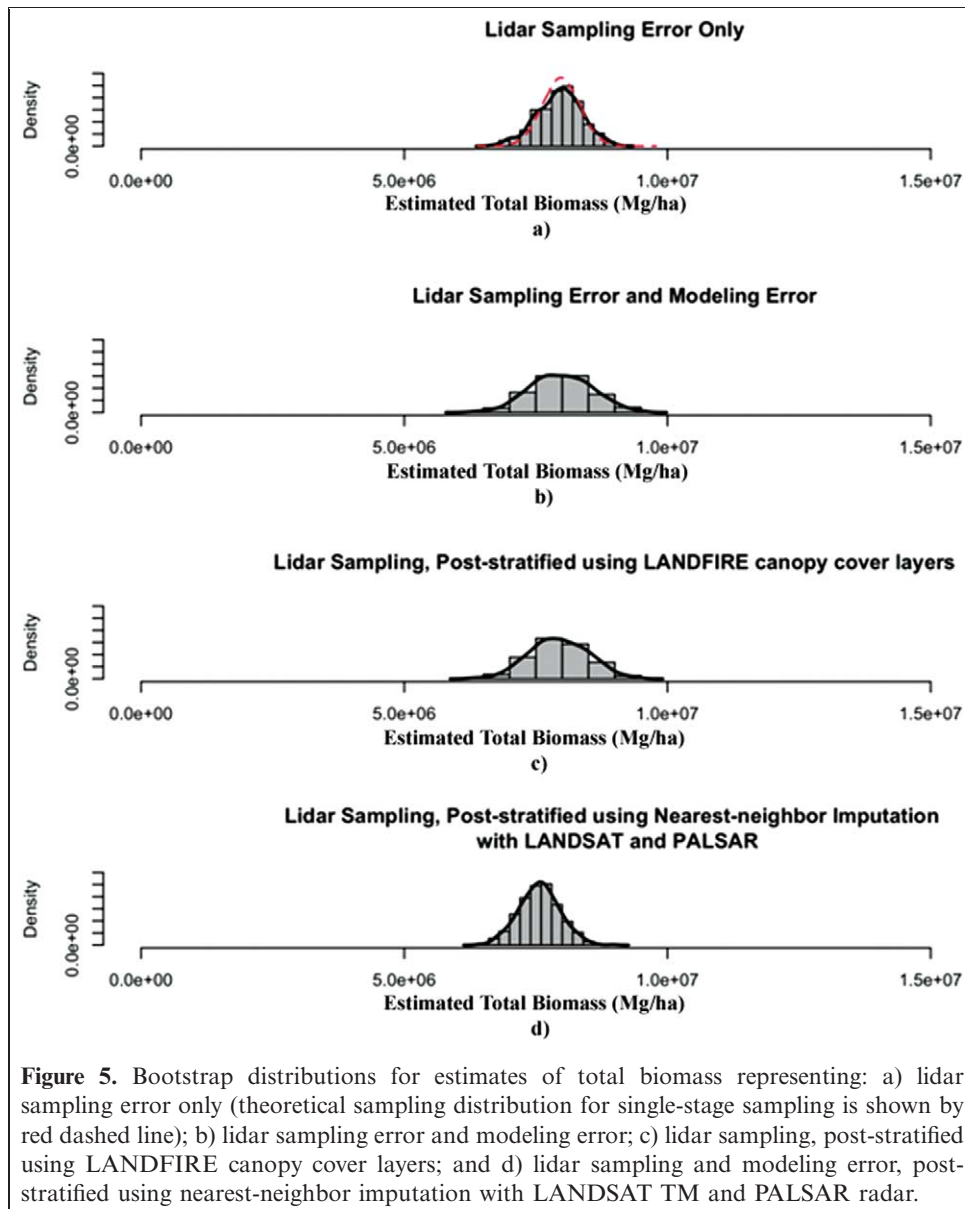 Lidar Sampling Error Only
Density
0.0e+00
0.0e+00 5.0e+06 1.0e+07 1.5e+07
Estimated Total Biomass (Mg/ha)
a)
Lidar Sampling Error and Modeling Error
Density
0.0e+00
0.0e+00 5.0e+06 1.0e+07 1.5e+07
Estimated Total Biomass (Mg/ha)
b)
Lidar Sampling, Post-stratified using LANDFIRE canopy cover layers
Density
0.0e+00
0.0e+00 5.0e+06 1.0e+07 1.5e+07
Estimated Total Biomass (Mg/ha)
c)
Lidar Sampling, Post-stratified using Nearest-neighbor Imputation
with LANDSAT and PALSAR
Density
0.0e+00
0.0e+00 5.0e+06 1.0e+07 1.5e+07
Estimated Total Biomass (Mg/ha)
d)
Figure 5. Bootstrap distributions for estimates of total biomass representing: a) lidar
sampling error only (theoretical sampling distribution for single-stage sampling is shown by
red dashed line); b) lidar sampling error and modeling error; c) lidar sampling, post-stratified
using LANDFIRE canopy cover layers; and d) lidar sampling and modeling error, post-
stratified using nearest-neighbor imputation with LANDSAT TM and PALSAR radar.